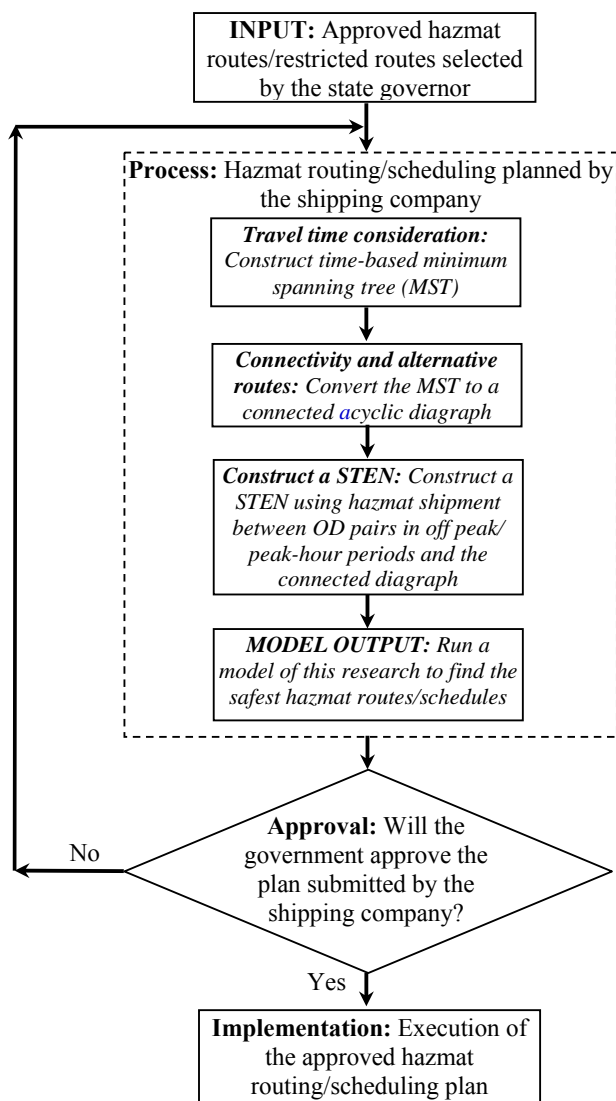 INPUT: Approved hazmat
routes/restricted routes selected
by the state governor
Process: Hazmat routing/scheduling planned by
the shipping company
Travel time consideration:
Construct time-based minimum
spanning tree (MST)
Connectivity and alternative
routes: Convert the MST to a
connected acyclic diagraph
Construct a STEN: Construct a
STEN using hazmat shipment
between OD pairs in off peak/
peak-hour periods and the
connected diagraph
MODEL OUTPUT: Run a
model of this research to find the
safest hazmat routes/schedules
Approval: Will the
government approve the
plan submitted by the
shipping company?
No
Yes
Implementation: Execution of
the approved hazmat
routing/scheduling plan